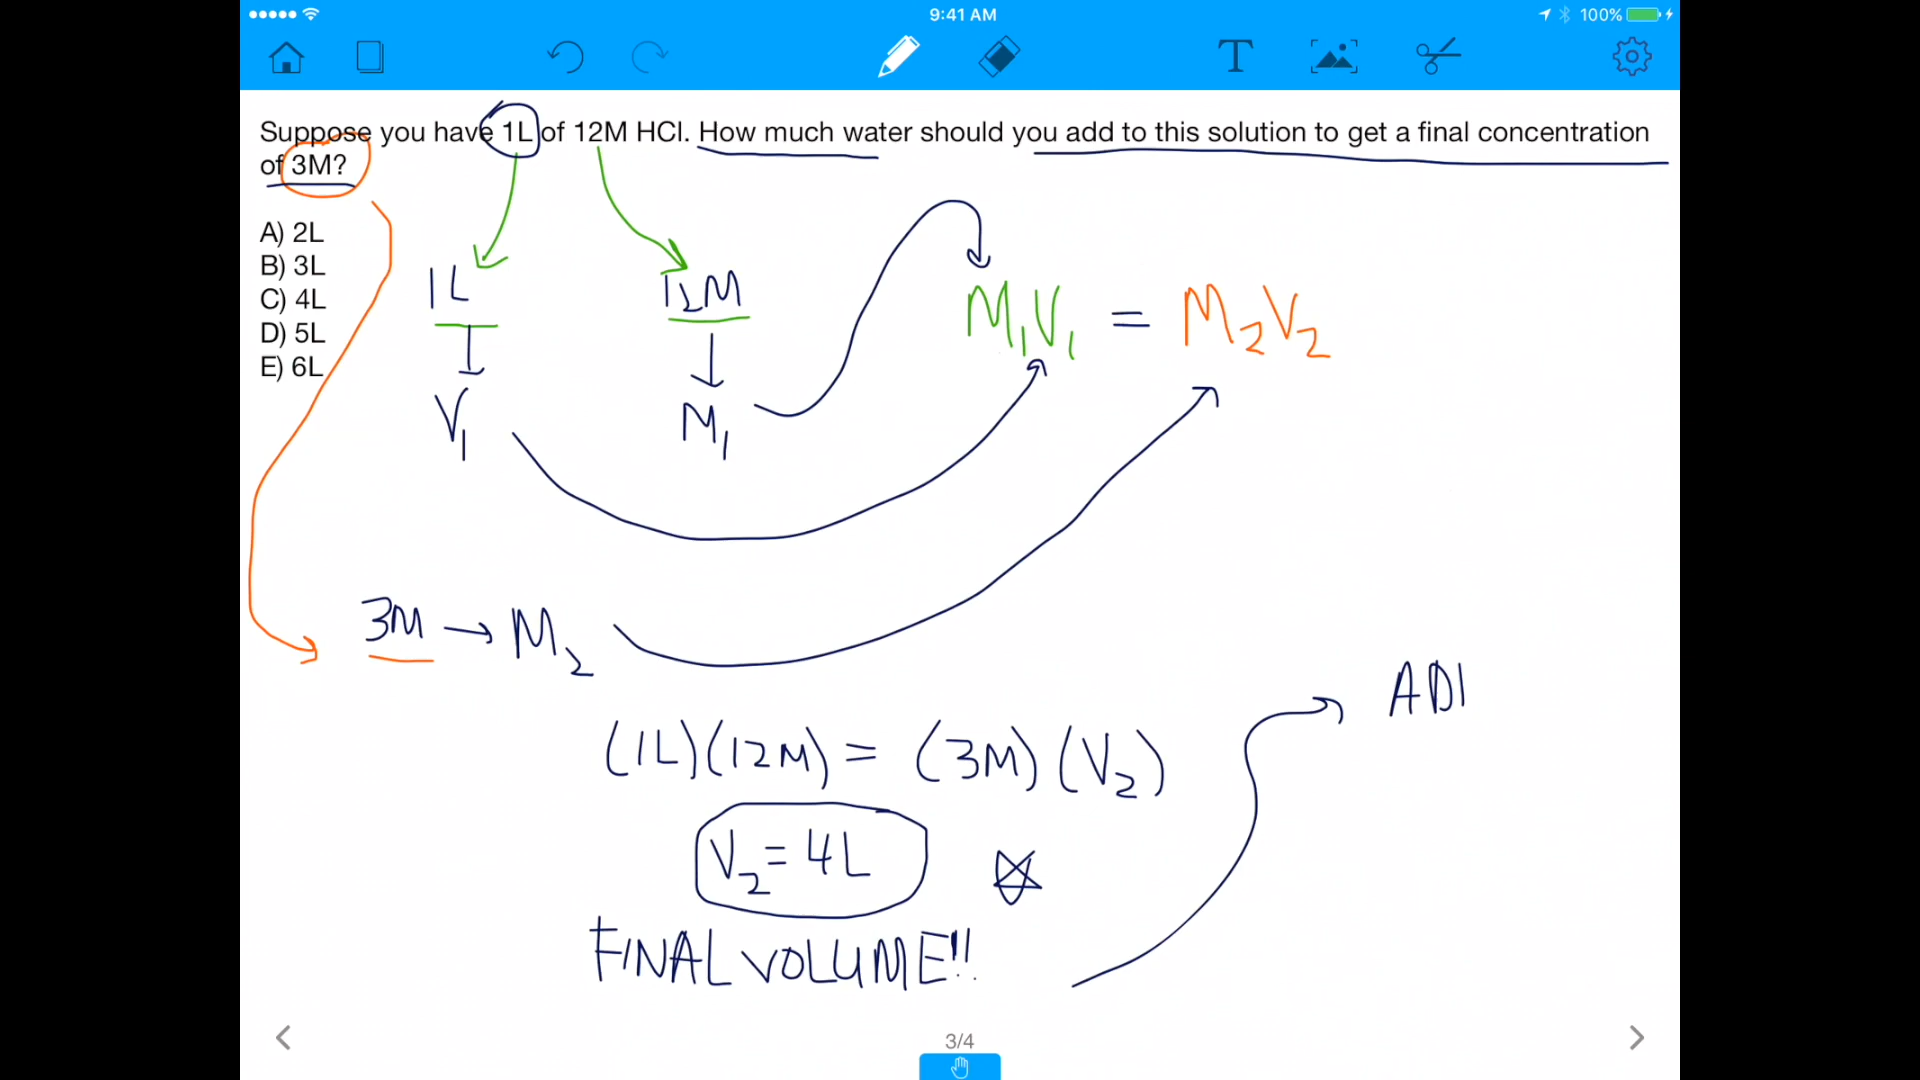 9:41 AM
100%
T
Suppose you have 1L of 12M HCl. How much water should you add to this solution to get a final concentration
of 3M?
A) 2L
B) 3L
C) 4L
D) 5L
E) 6L
1L
12M
M₁V₁ = M₂V₂
V₁
M₁
3M → M₂
ADI
(1L)(12M) = (3M)(V₂)
V₂ = 4L
FINAL VOLUME!!
3/4